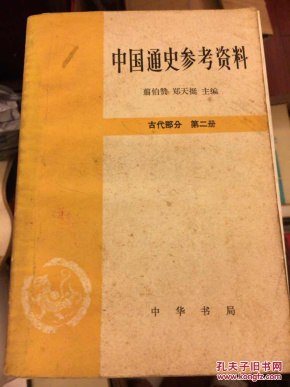 中国通史参考资料
翦伯赞 郑天挺 主编
古代部分 第二册
中华书局
孔夫子旧书网